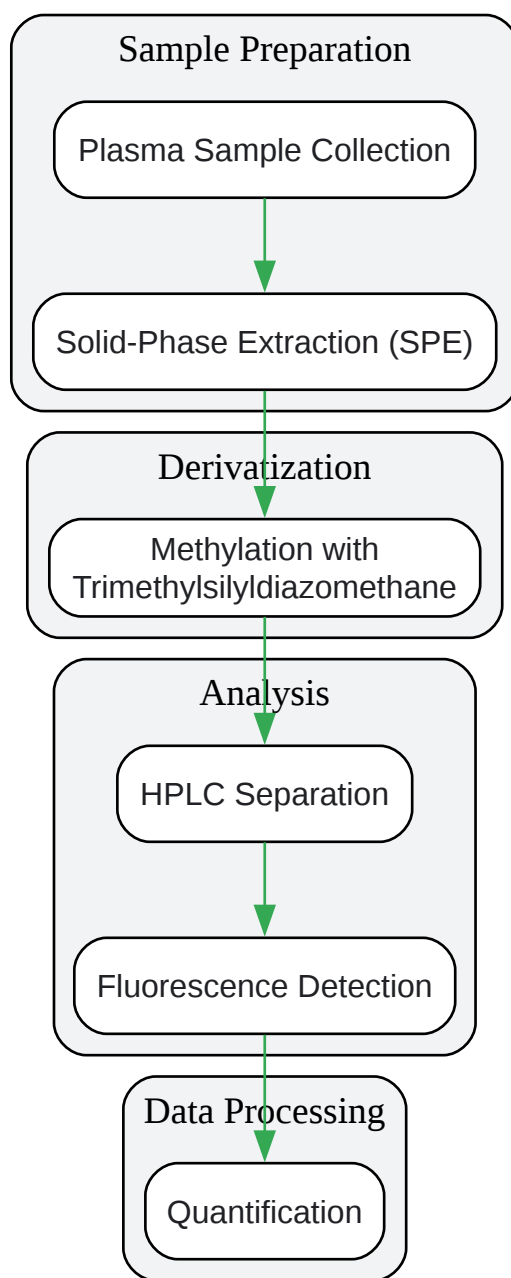 Sample Preparation
Plasma Sample Collection
Solid-Phase Extraction (SPE)
Derivatization
Methylation with
Trimethylsilyldiazomethane
Analysis
HPLC Separation
Fluorescence Detection
Data Processing
Quantification